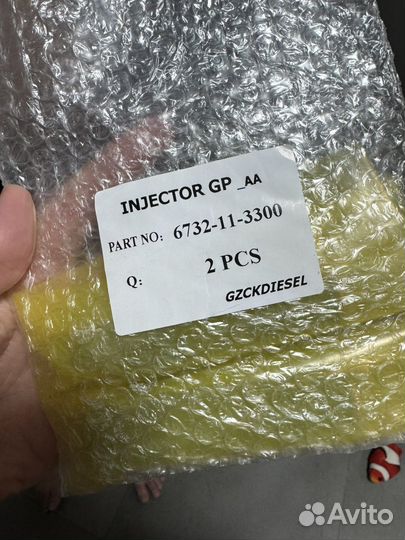 INJECTOR GP _AA
PART NO: 6732-11-3300
Q: 2 PCS
GZCKDIESEL
Avito